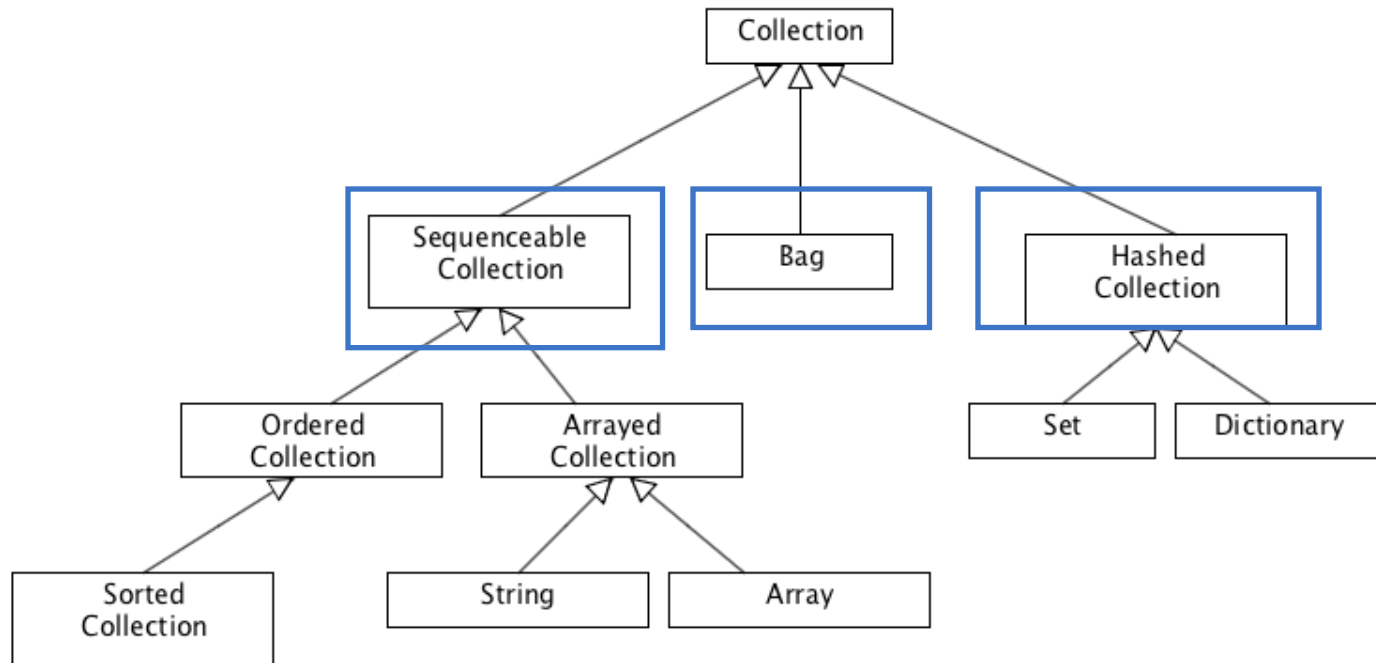 Collection
Sequenceable
Collection
Bag
Hashed
Collection
Ordered
Collection
Arrayed
Collection
Set
Dictionary
Sorted
Collection
String
Array